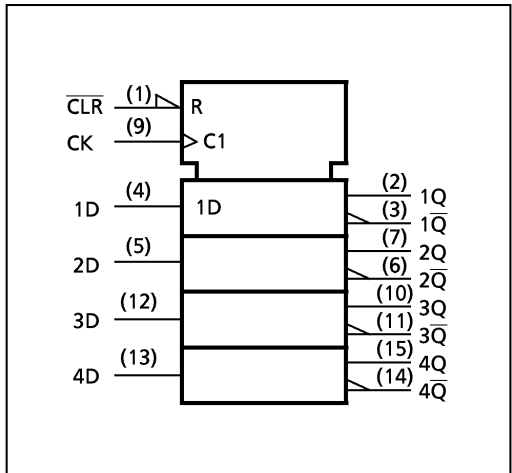 C̅L̅R̅ (1) R
CK (9) C1
1D (4) 1D (2) 1Q
(3) 1Q̅
2D (5) (7) 2Q
(6) 2Q̅
3D (12) (10) 3Q
(11) 3Q̅
4D (13) (15) 4Q
(14) 4Q̅